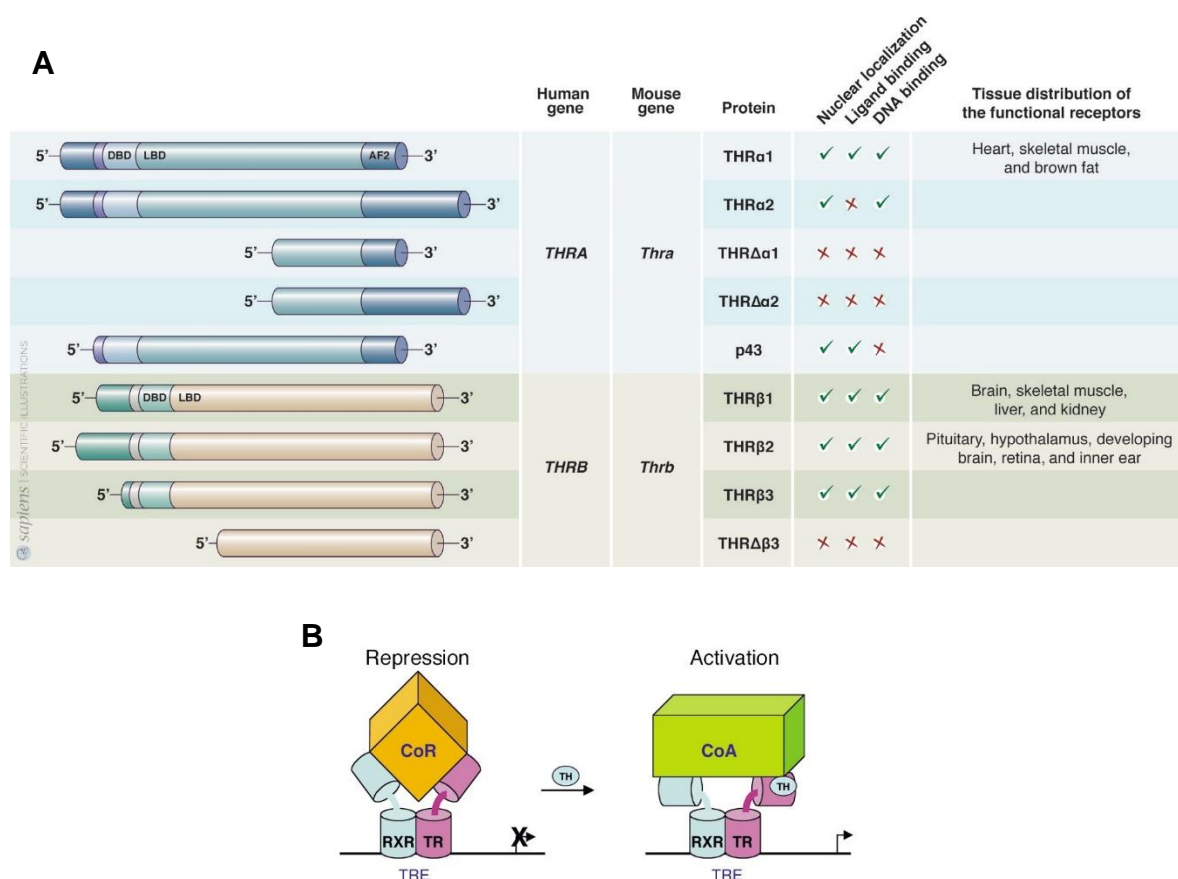 A
Human gene
Mouse gene
Protein
Nuclear localization
Ligand binding
DNA binding
Tissue distribution of
the functional receptors
5' DBD LBD AF2 3' THRα1 ✓ ✓ ✓ Heart, skeletal muscle,
and brown fat
5' 3' THRα2 ✓ ✗ ✓
5' 3' THRA Thra THRΔα1 ✗ ✗ ✗
5' 3' THRΔα2 ✗ ✗ ✗
5' 3' p43 ✓ ✓ ✗
5' DBD LBD 3' THRβ1 ✓ ✓ ✓ Brain, skeletal muscle,
liver, and kidney
5' 3' THRB Thrb THRβ2 ✓ ✓ ✓ Pituitary, hypothalamus, developing
brain, retina, and inner ear
5' 3' THRβ3 ✓ ✓ ✓
5' 3' THRΔβ3 ✗ ✗ ✗
sapiens | SCIENTIFIC ILLUSTRATIONS
B
Repression
Activation
CoR
TH
CoA
TH
RXR TR X
RXR TR
TRE
TRE